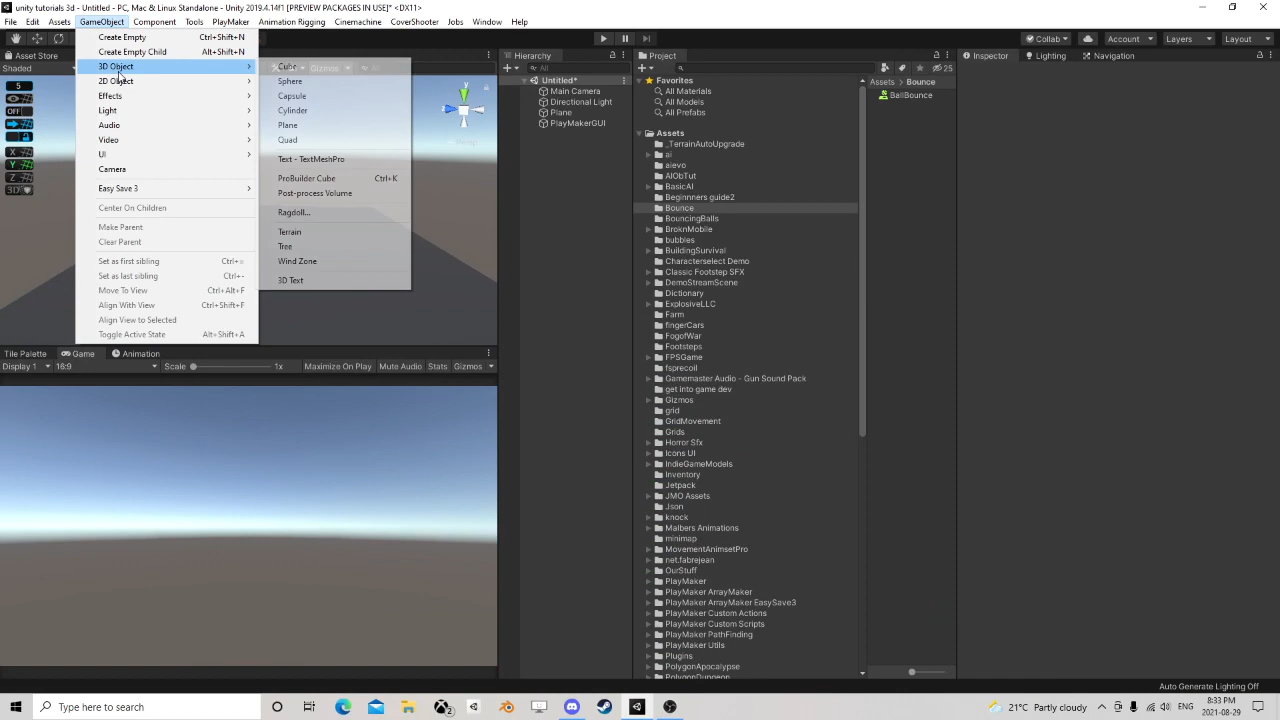 unity tutorials 3d - Untitled - PC, Mac & Linux Standalone - Unity 2019.4.14f1 [PREVIEW PACKAGES IN USE]* <DX11>
File Edit Assets GameObject Component Tools PlayMaker Animation Rigging CoverShooter Jobs Window Help
Collab Account Layers Layout
Asset Store
Shaded
Gizmos All
5
OFF
X
Y
Z
3D
Create Empty Ctrl+Shift+N
Create Empty Child Alt+Shift+N
3D Object
2D Object
Effects
Light
Audio
Video
UI
Camera
Easy Save 3
Center On Children
Make Parent
Clear Parent
Set as first sibling Ctrl+=
Set as last sibling Ctrl+-
Move To View Ctrl+Alt+F
Align With View Ctrl+Shift+F
Align View to Selected
Toggle Active State Alt+Shift+A
Cube
Sphere
Capsule
Cylinder
Plane
Quad
Text - TextMeshPro
ProBuilder Cube Ctrl+K
Post-process Volume
Ragdoll...
Terrain
Tree
Wind Zone
3D Text
y
Tile Palette Game Animation
Display 1 16:9 Scale 1x Maximize On Play Mute Audio Stats Gizmos
Hierarchy
All
Untitled*
Main Camera
Directional Light
Plane
PlayMakerGUI
Project
25
Favorites
All Materials
All Models
All Prefabs
Assets
_TerrainAutoUpgrade
ai
aievo
AIObTut
BasicAI
Beginnners guide2
Bounce
BouncingBalls
BroknMobile
bubbles
BuildingSurvival
Characterselect Demo
Classic Footstep SFX
DemoStreamScene
Dictionary
ExplosiveLLC
Farm
fingerCars
FogofWar
Footsteps
FPSGame
fsprecoil
Gamemaster Audio - Gun Sound Pack
get into game dev
Gizmos
grid
GridMovement
Grids
Horror Sfx
Icons UI
IndieGameModels
Inventory
Jetpack
JMO Assets
Json
knock
Malbers Animations
minimap
MovementAnimsetPro
net.fabrejean
OurStuff
PlayMaker
PlayMaker ArrayMaker
PlayMaker ArrayMaker EasySave3
PlayMaker Custom Actions
PlayMaker Custom Scripts
PlayMaker PathFinding
PlayMaker Utils
Plugins
PolygonApocalypse
PolygonDungeon
Assets Bounce
BallBounce
Inspector Lighting Navigation
Auto Generate Lighting Off
Type here to search
21°C Partly cloudy
8:33 PM
2021-08-29